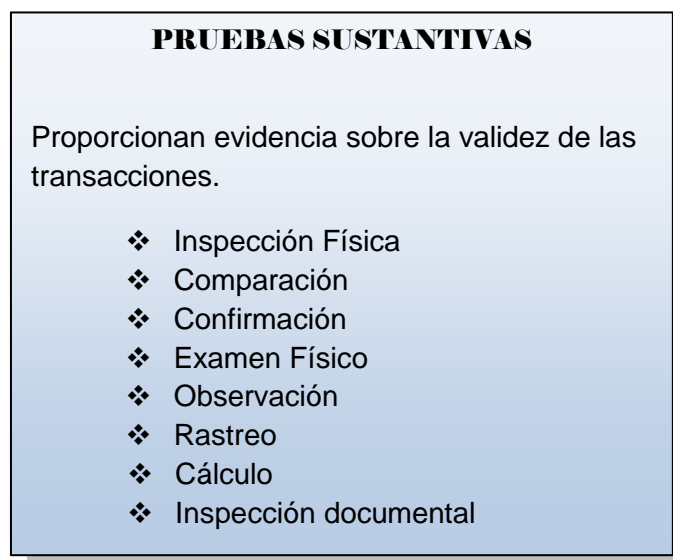 PRUEBAS SUSTANTIVAS
Proporcionan evidencia sobre la validez de las
transacciones.
❖ Inspección Física
❖ Comparación
❖ Confirmación
❖ Examen Físico
❖ Observación
❖ Rastreo
❖ Cálculo
❖ Inspección documental